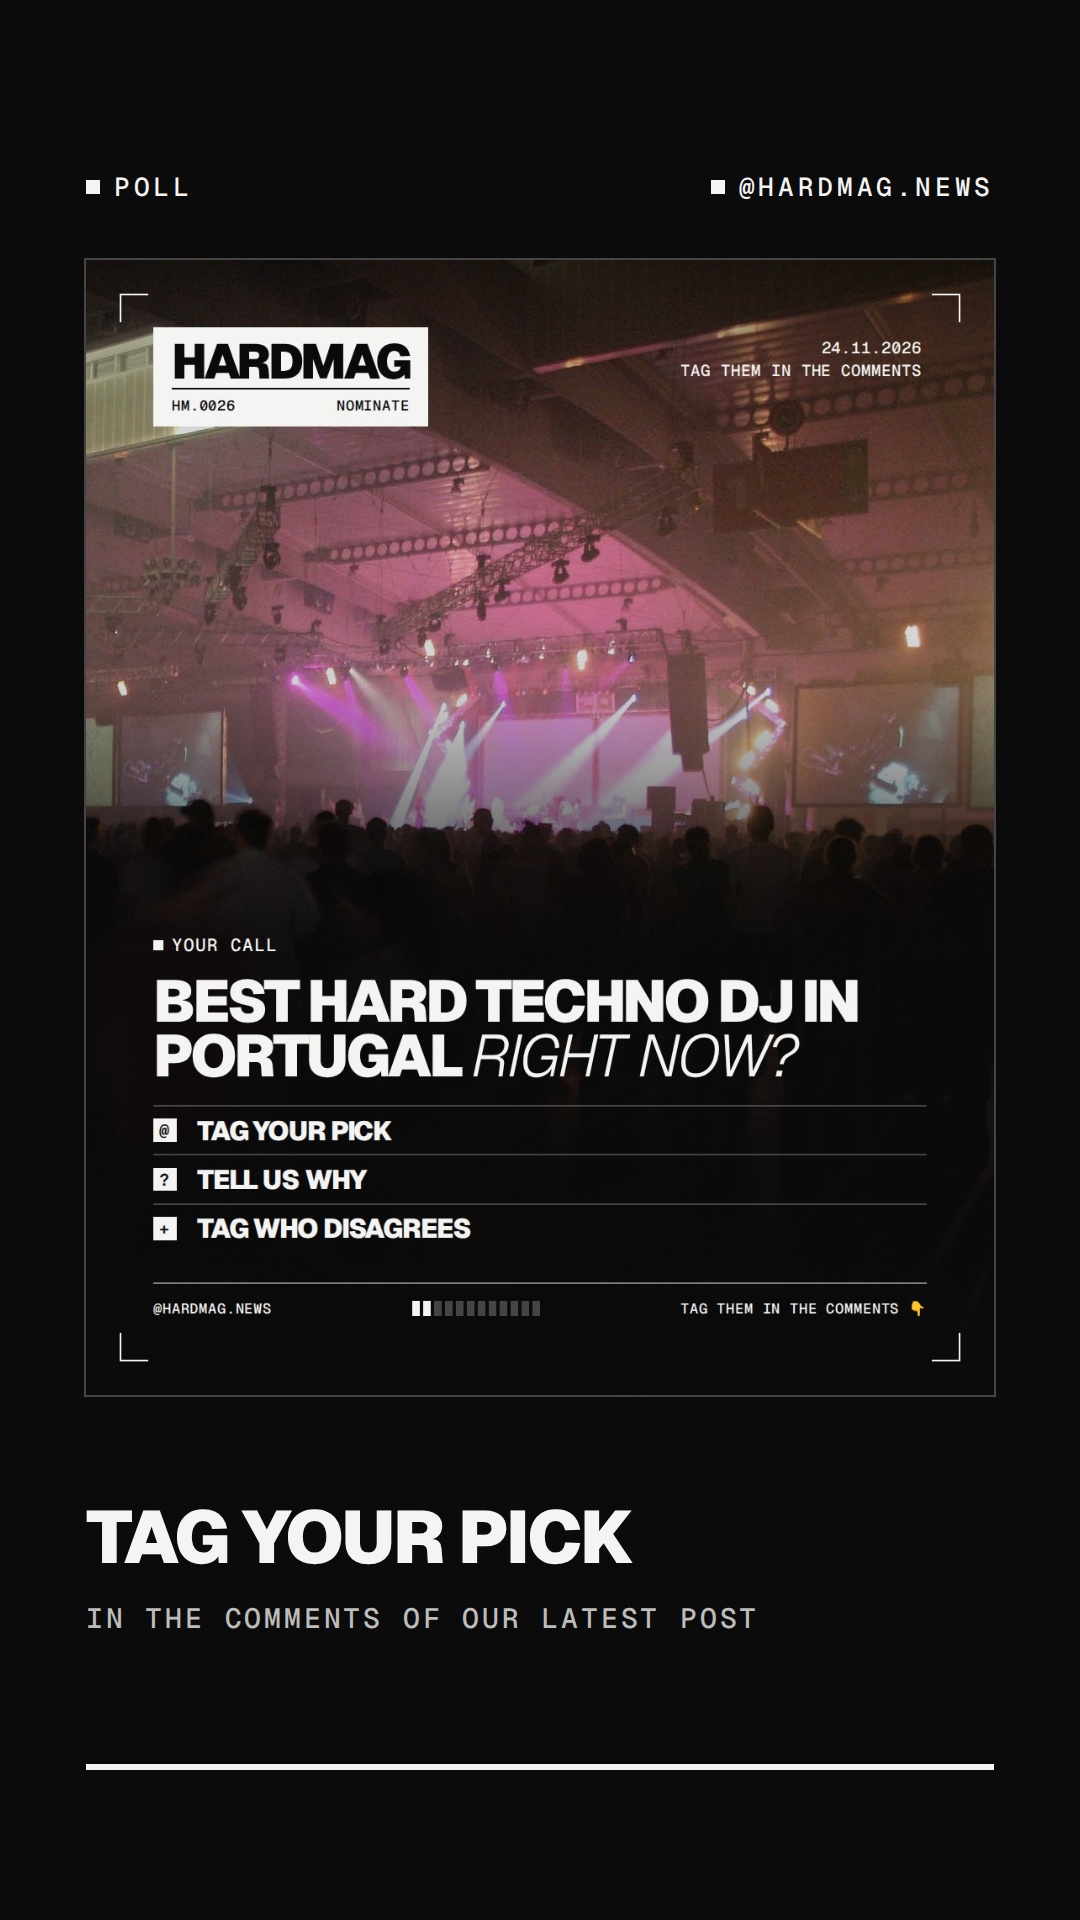 POLL
@HARDMAG.NEWS
HARDMAG
HM.0026 NOMINATE
24.11.2026
TAG THEM IN THE COMMENTS
YOUR CALL
BEST HARD TECHNO DJ IN
PORTUGAL RIGHT NOW?
@ TAG YOUR PICK
? TELL US WHY
+ TAG WHO DISAGREES
@HARDMAG.NEWS
TAG THEM IN THE COMMENTS 👇
TAG YOUR PICK
IN THE COMMENTS OF OUR LATEST POST